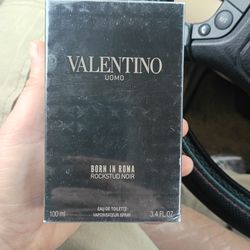 VALENTINO
UOMO
BORN IN ROMA
ROCKSTUD NOIR
EAU DE TOILETTE
100 ml VAPORISATEUR SPRAY 3.4 FL.OZ